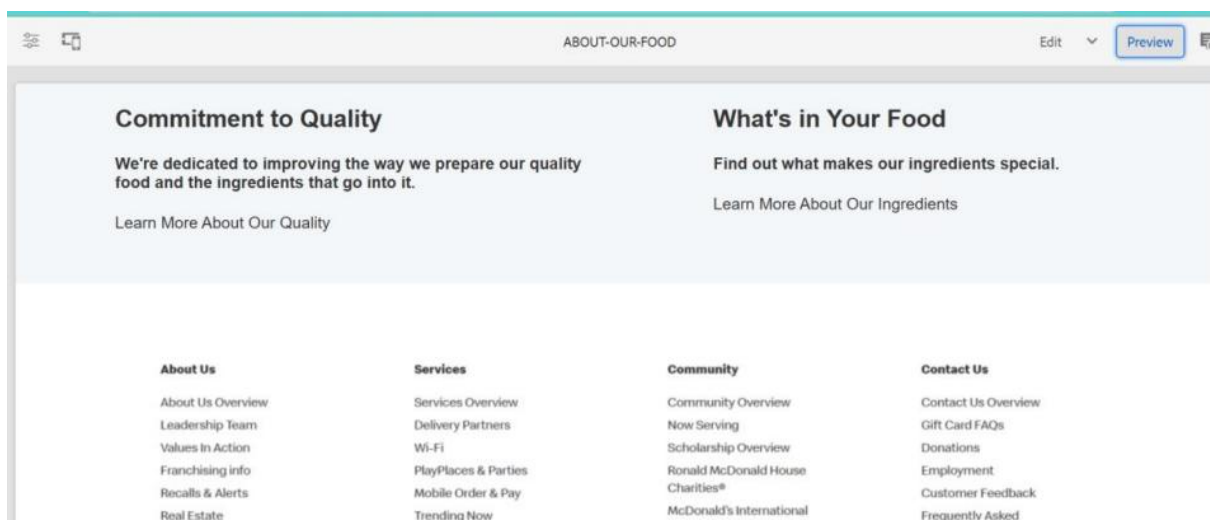 ABOUT-OUR-FOOD
Edit
Preview
Commitment to Quality
We're dedicated to improving the way we prepare our quality
food and the ingredients that go into it.
Learn More About Our Quality
What's in Your Food
Find out what makes our ingredients special.
Learn More About Our Ingredients
About Us
About Us Overview
Leadership Team
Values In Action
Franchising info
Recalls & Alerts
Real Estate
Services
Services Overview
Delivery Partners
Wi-Fi
PlayPlaces & Parties
Mobile Order & Pay
Trending Now
Community
Community Overview
Now Serving
Scholarship Overview
Ronald McDonald House
Charities®
McDonald's International
Contact Us
Contact Us Overview
Gift Card FAQs
Donations
Employment
Customer Feedback
Frequently Asked